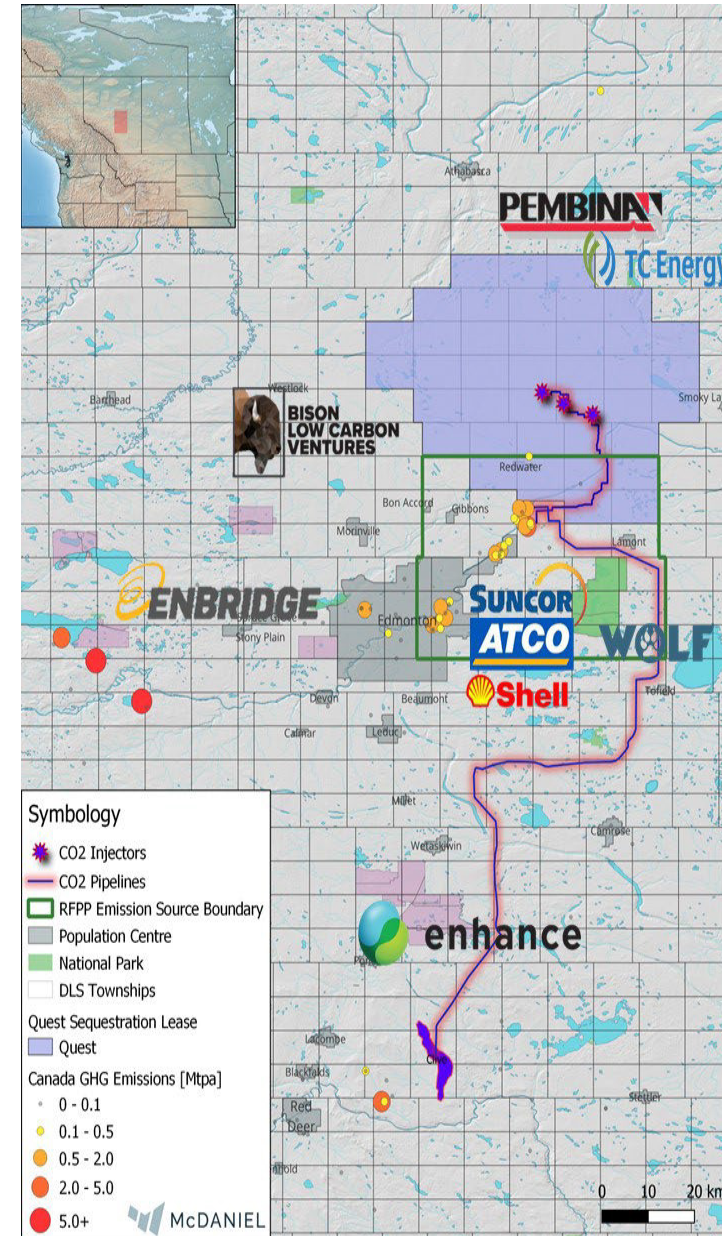 Athabasca
PEMBINA
TC Energy
Westlock
Barrhead
Smoky La
BISON
LOW CARBON
VENTURES
Redwater
Bon Accord
Gibbons
Morinville
Lamont
ENBRIDGE
SUNCOR
Edmonton
ATCO
WOLF
Spruce Grove
Stony Plain
Shell
Tofield
Devon
Beaumont
Calmar
Leduc
Millet
Camrose
Wetaskiwin
enhance
Lacombe
Clive
Blackfalds
Red
Deer
Stettler
nhold
Symbology
CO2 Injectors
CO2 Pipelines
RFPP Emission Source Boundary
Population Centre
National Park
DLS Townships
Quest Sequestration Lease
Quest
Canada GHG Emissions [Mtpa]
0 - 0.1
0.1 - 0.5
0.5 - 2.0
2.0 - 5.0
5.0+
McDANIEL
0 10 20 km